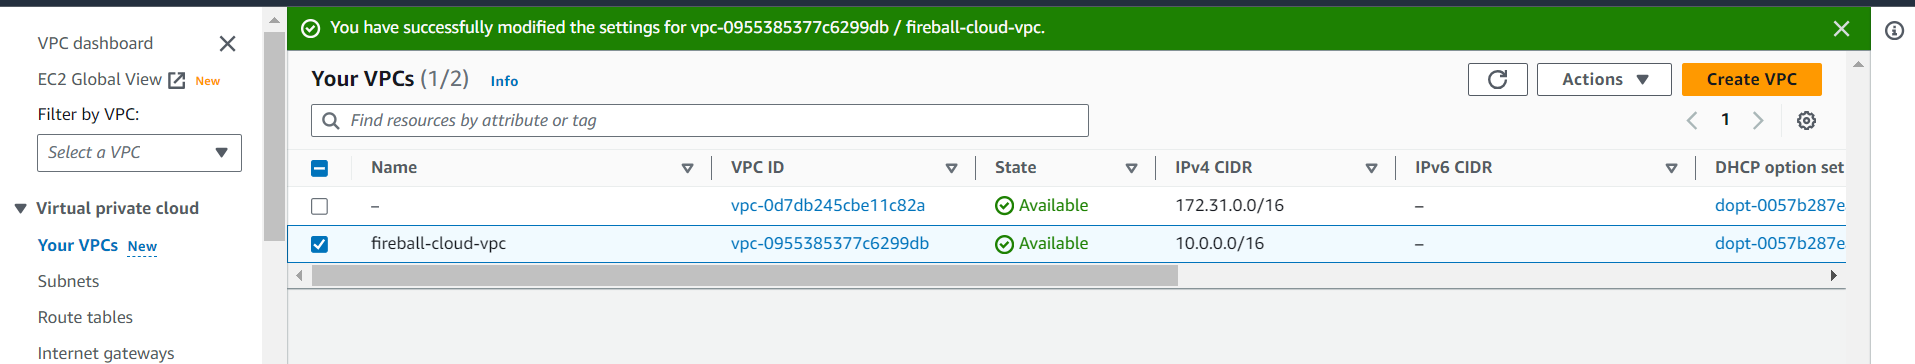 You have successfully modified the settings for vpc-0955385377c6299db / fireball-cloud-vpc.
VPC dashboard
EC2 Global View New
Filter by VPC:
Select a VPC
Virtual private cloud
Your VPCs New
Subnets
Route tables
Internet gateways
Your VPCs (1/2) Info
Actions
Create VPC
Find resources by attribute or tag
1
Name VPC ID State IPv4 CIDR IPv6 CIDR DHCP option set
– vpc-0d7db245cbe11c82a Available 172.31.0.0/16 – dopt-0057b287e
fireball-cloud-vpc vpc-0955385377c6299db Available 10.0.0.0/16 – dopt-0057b287e